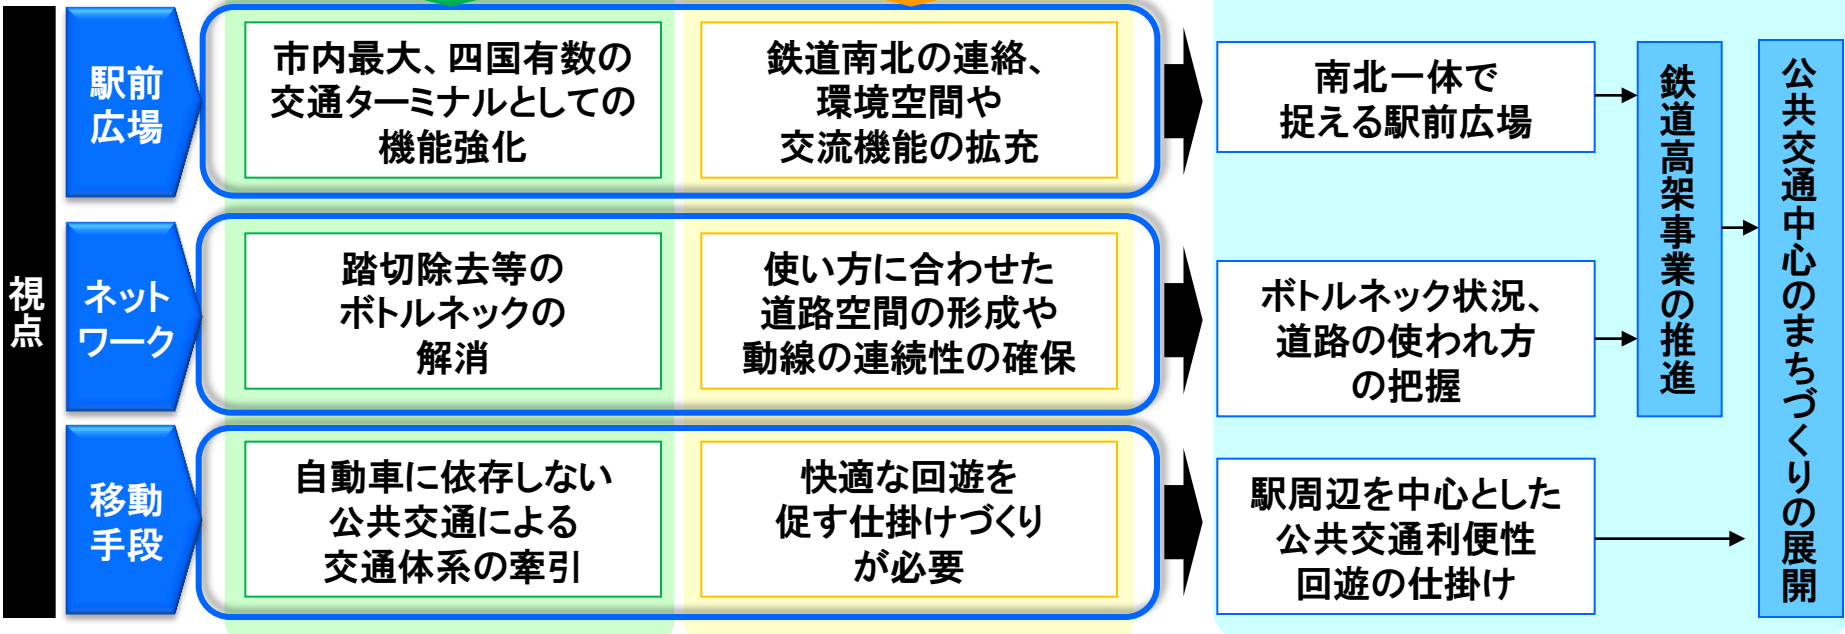 視点
駅前
広場
市内最大、四国有数の
交通ターミナルとしての
機能強化
鉄道南北の連絡、
環境空間や
交流機能の拡充
南北一体で
捉える駅前広場
ネット
ワーク
踏切除去等の
ボトルネックの
解消
使い方に合わせた
道路空間の形成や
動線の連続性の確保
ボトルネック状況、
道路の使われ方
の把握
移動
手段
自動車に依存しない
公共交通による
交通体系の牽引
快適な回遊を
促す仕掛けづくり
が必要
駅周辺を中心とした
公共交通利便性
回遊の仕掛け
鉄道高架事業の推進
公共交通中心のまちづくりの展開